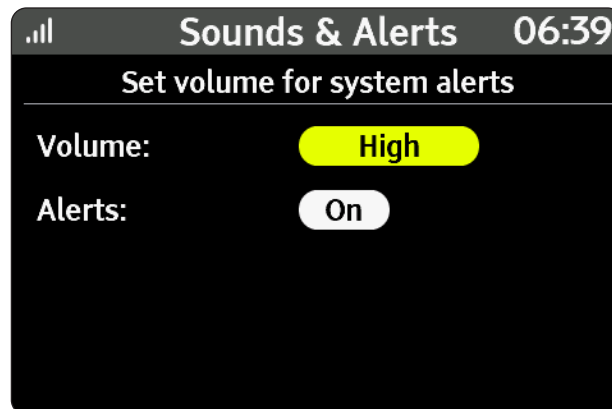 Sounds & Alerts 06:39
Set volume for system alerts
Volume: High
Alerts: On